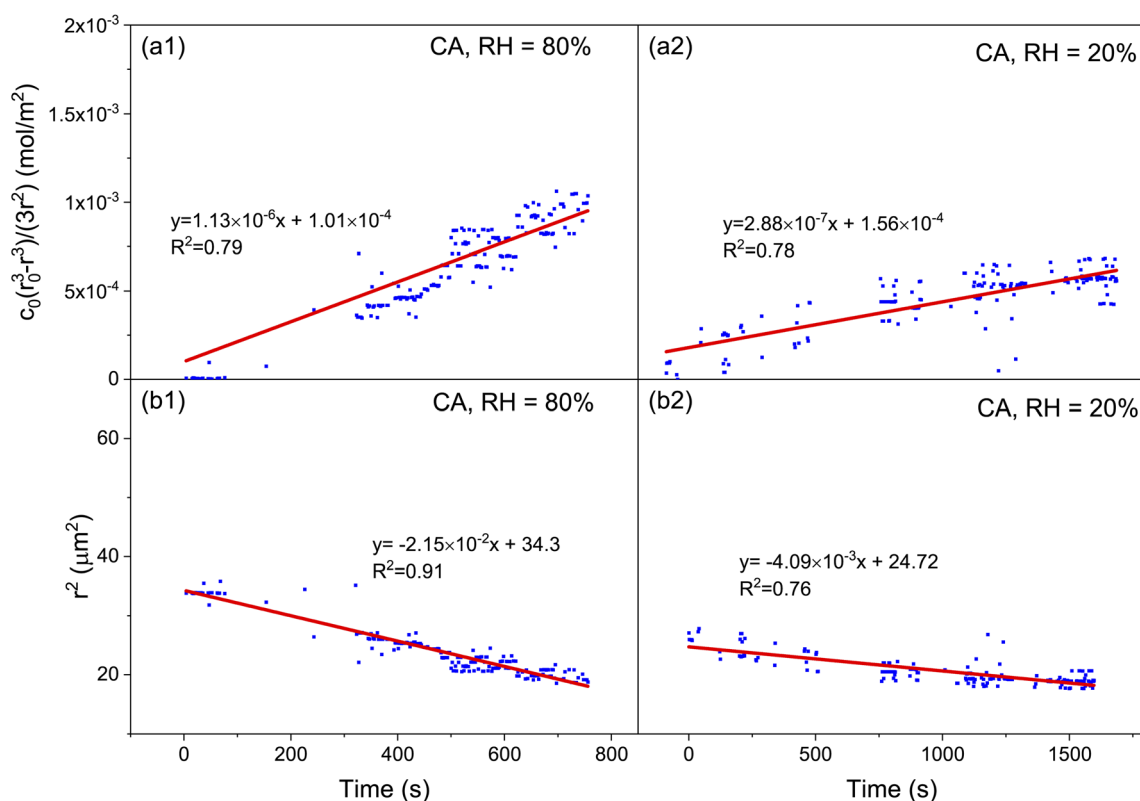 (a1) CA, RH = 80%
(a2) CA, RH = 20%
2x10⁻³
1.5x10⁻³
1x10⁻³
5x10⁻⁴
0
c₀(r₀³-r³)/(3r²) (mol/m²)
y=1.13×10⁻⁶x + 1.01×10⁻⁴
R²=0.79
y=2.88×10⁻⁷x + 1.56×10⁻⁴
R²=0.78
(b1) CA, RH = 80%
(b2) CA, RH = 20%
60
40
20
r² (μm²)
y= -2.15×10⁻²x + 34.3
R²=0.91
y= -4.09×10⁻³x + 24.72
R²=0.76
0 200 400 600 800
0 500 1000 1500
Time (s)
Time (s)